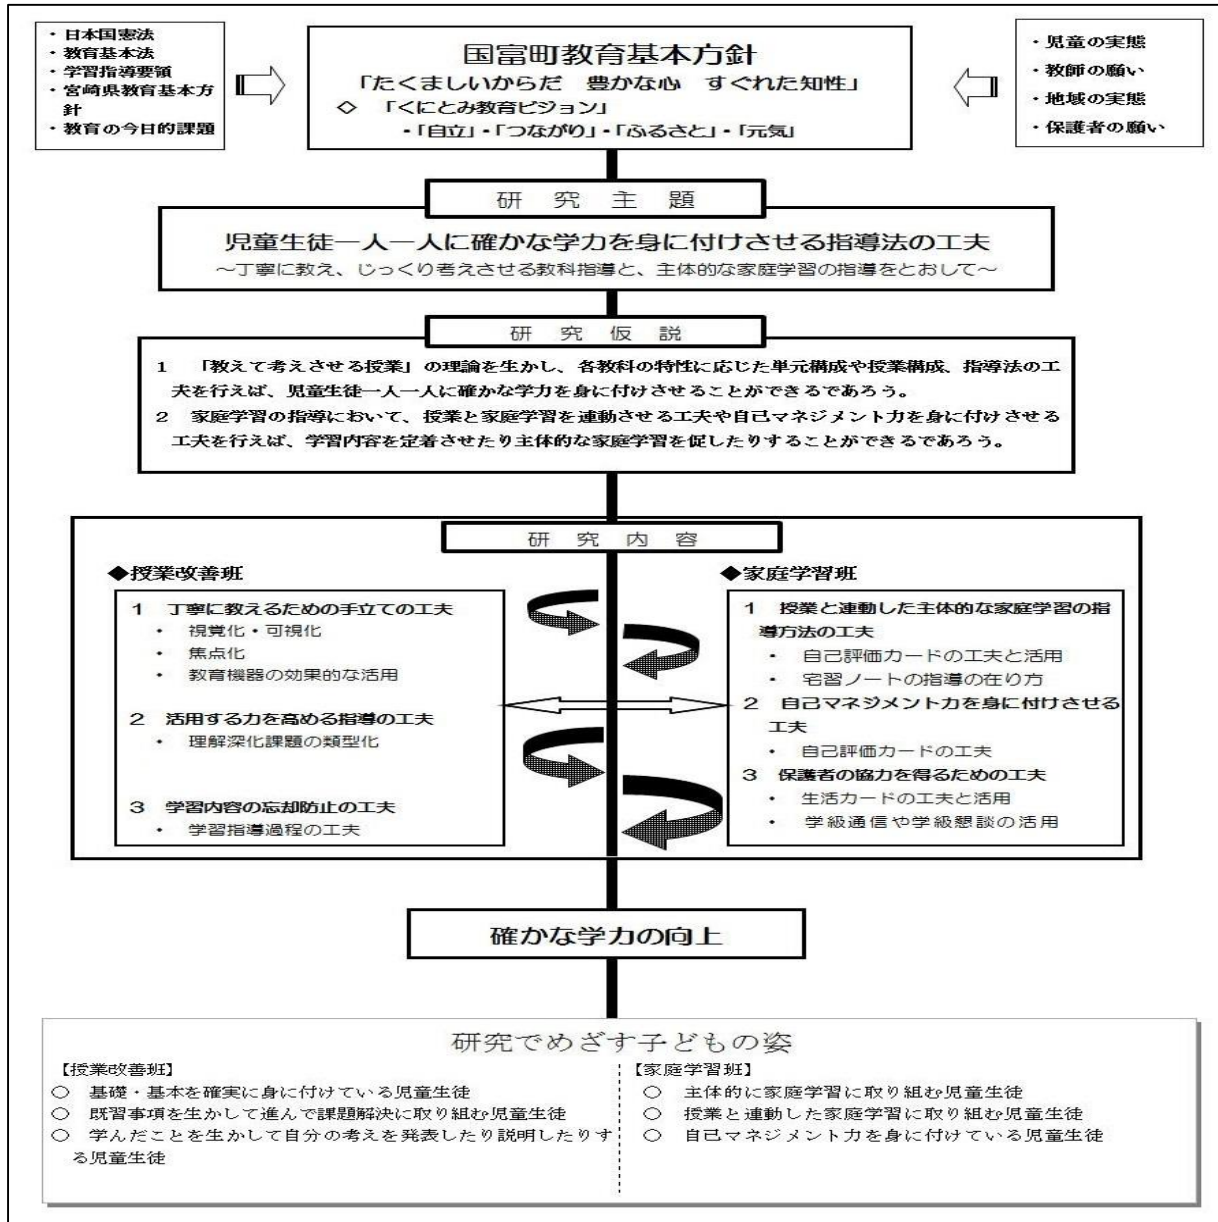 ・日本国憲法
・教育基本法
・学習指導要領
・宮崎県教育基本方
針
・教育の今日的課題
国富町教育基本方針
「たくましいからだ　豊かな心　すぐれた知性」
◇　「くにとみ教育ビジョン」
・「自立」・「つながり」・「ふるさと」・「元気」
・児童の実態
・教師の願い
・地域の実態
・保護者の願い
研　究　主　題
児童生徒一人一人に確かな学力を身に付けさせる指導法の工夫
～丁寧に教え、じっくり考えさせる教科指導と、主体的な家庭学習の指導をとおして～
研　究　仮　説
1　「教えて考えさせる授業」の理論を生かし、各教科の特性に応じた単元構成や授業構成、指導法の工
夫を行えば、児童生徒一人一人に確かな学力を身に付けさせることができるであろう。
2　家庭学習の指導において、授業と家庭学習を連動させる工夫や自己マネジメント力を身に付けさせる
工夫を行えば、学習内容を定着させたり主体的な家庭学習を促したりすることができるであろう。
研　究　内　容
◆授業改善班
1　丁寧に教えるための手立ての工夫
・　視覚化・可視化
・　焦点化
・　教育機器の効果的な活用
2　活用する力を高める指導の工夫
・　理解深化課題の類型化
3　学習内容の忘却防止の工夫
・　学習指導過程の工夫
◆家庭学習班
1　授業と連動した主体的な家庭学習の指
導方法の工夫
・　自己評価カードの工夫と活用
・　宅習ノートの指導の在り方
2　自己マネジメント力を身に付けさせる
工夫
・　自己評価カードの工夫
3　保護者の協力を得るための工夫
・　生活カードの工夫と活用
・　学級通信や学級懇談の活用
確かな学力の向上
研究でめざす子どもの姿
【授業改善班】
○　基礎・基本を確実に身に付けている児童生徒
○　既習事項を生かして進んで課題解決に取り組む児童生徒
○　学んだことを生かして自分の考えを発表したり説明したりす
る児童生徒
【家庭学習班】
○　主体的に家庭学習に取り組む児童生徒
○　授業と連動した家庭学習に取り組む児童生徒
○　自己マネジメント力を身に付けている児童生徒